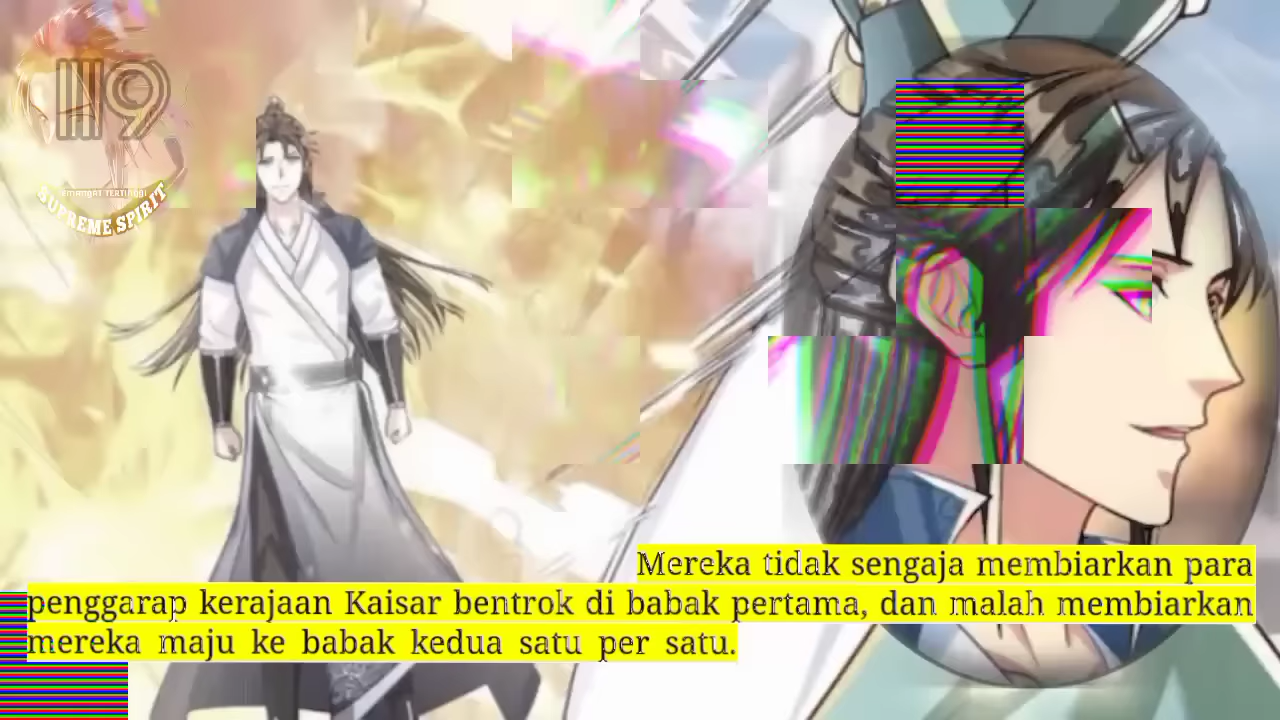 119
SUPREME SPIRIT
Mereka tidak sengaja membiarkan para
penggarap kerajaan Kaisar bentrok di babak pertama, dan malah membiarkan
mereka maju ke babak kedua satu per satu.